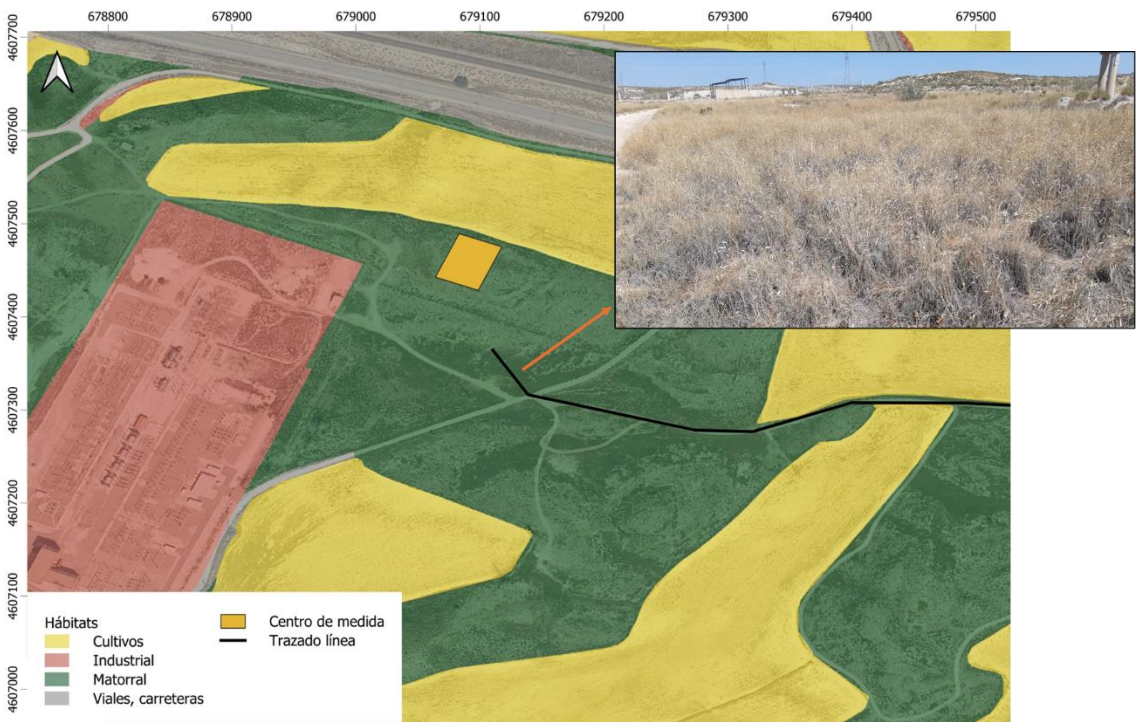 678800 678900 679000 679100 679200 679300 679400 679500
4607700
4607600
4607500
4607400
4607300
4607200
4607100
4607000
Hábitats
Cultivos
Industrial
Matorral
Viales, carreteras
Centro de medida
Trazado línea